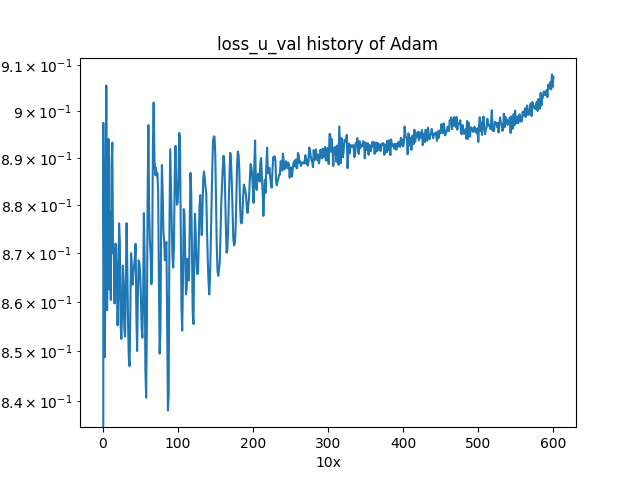 loss_u_val history of Adam
9.1 × 10⁻¹
9 × 10⁻¹
8.9 × 10⁻¹
8.8 × 10⁻¹
8.7 × 10⁻¹
8.6 × 10⁻¹
8.5 × 10⁻¹
8.4 × 10⁻¹
0 100 200 300 400 500 600
10x